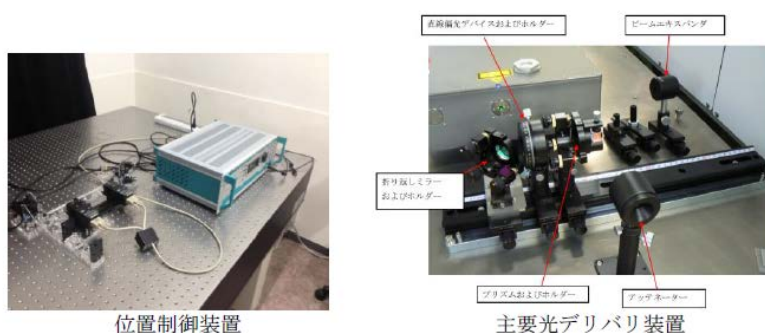 直線偏光デバイスおよびホルダー
ビームエキスパンダ
折り返しミラー
およびホルダー
プリズムおよびホルダー
アッテネーター
位置制御装置
主要光デリバリ装置